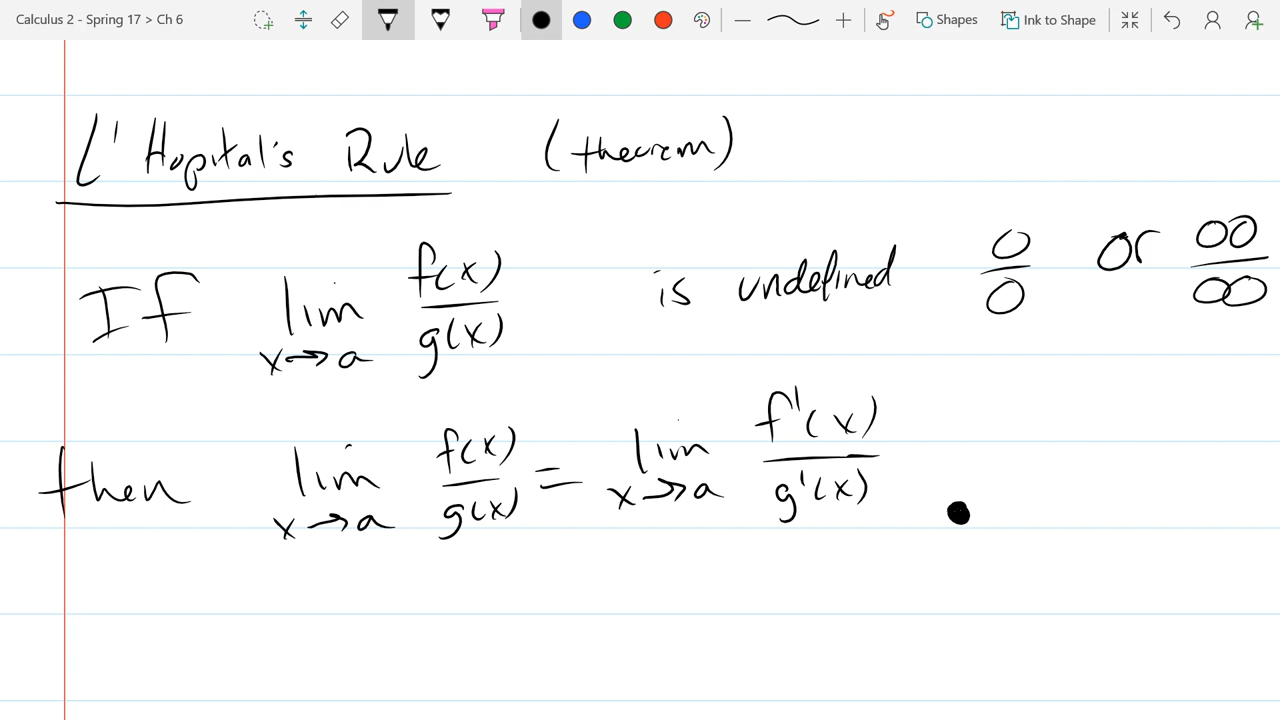 Calculus 2 - Spring 17 > Ch 6 Shapes Ink to Shape
L'Hopital's Rule (theorem)
If lim x→a f(x)/g(x) is undefined 0/0 or ∞/∞
then lim x→a f(x)/g(x) = lim x→a f'(x)/g'(x)